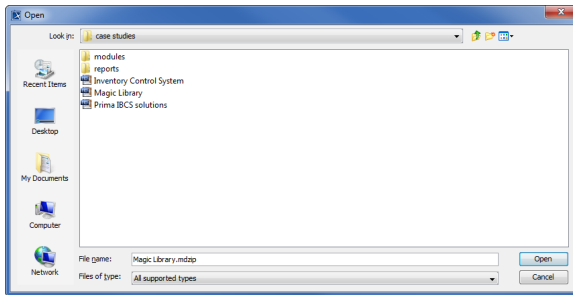 Open
Look in: case studies
modules
reports
Inventory Control System
Magic Library
Prima IBCS solutions
Recent Items
Desktop
My Documents
Computer
Network
File name: Magic Library.mdzip Open
Files of type: All supported types Cancel